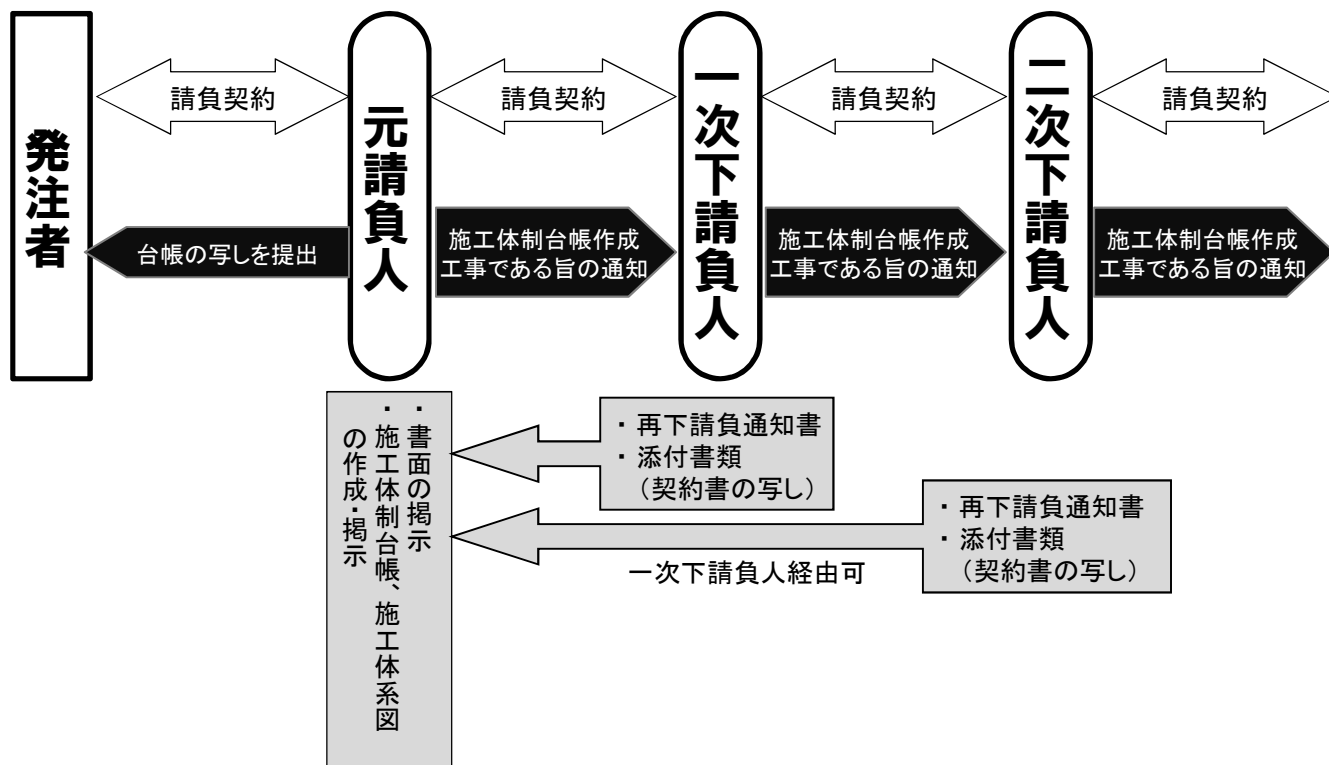 発注者
請負契約
台帳の写しを提出
元請負人
請負契約
施工体制台帳作成
工事である旨の通知
一次下請負人
請負契約
施工体制台帳作成
工事である旨の通知
二次下請負人
請負契約
施工体制台帳作成
工事である旨の通知
・書面の掲示
・施工体制台帳、施工体系図
の作成・掲示
・再下請負通知書
・添付書類
（契約書の写し）
・再下請負通知書
・添付書類
（契約書の写し）
一次下請負人経由可